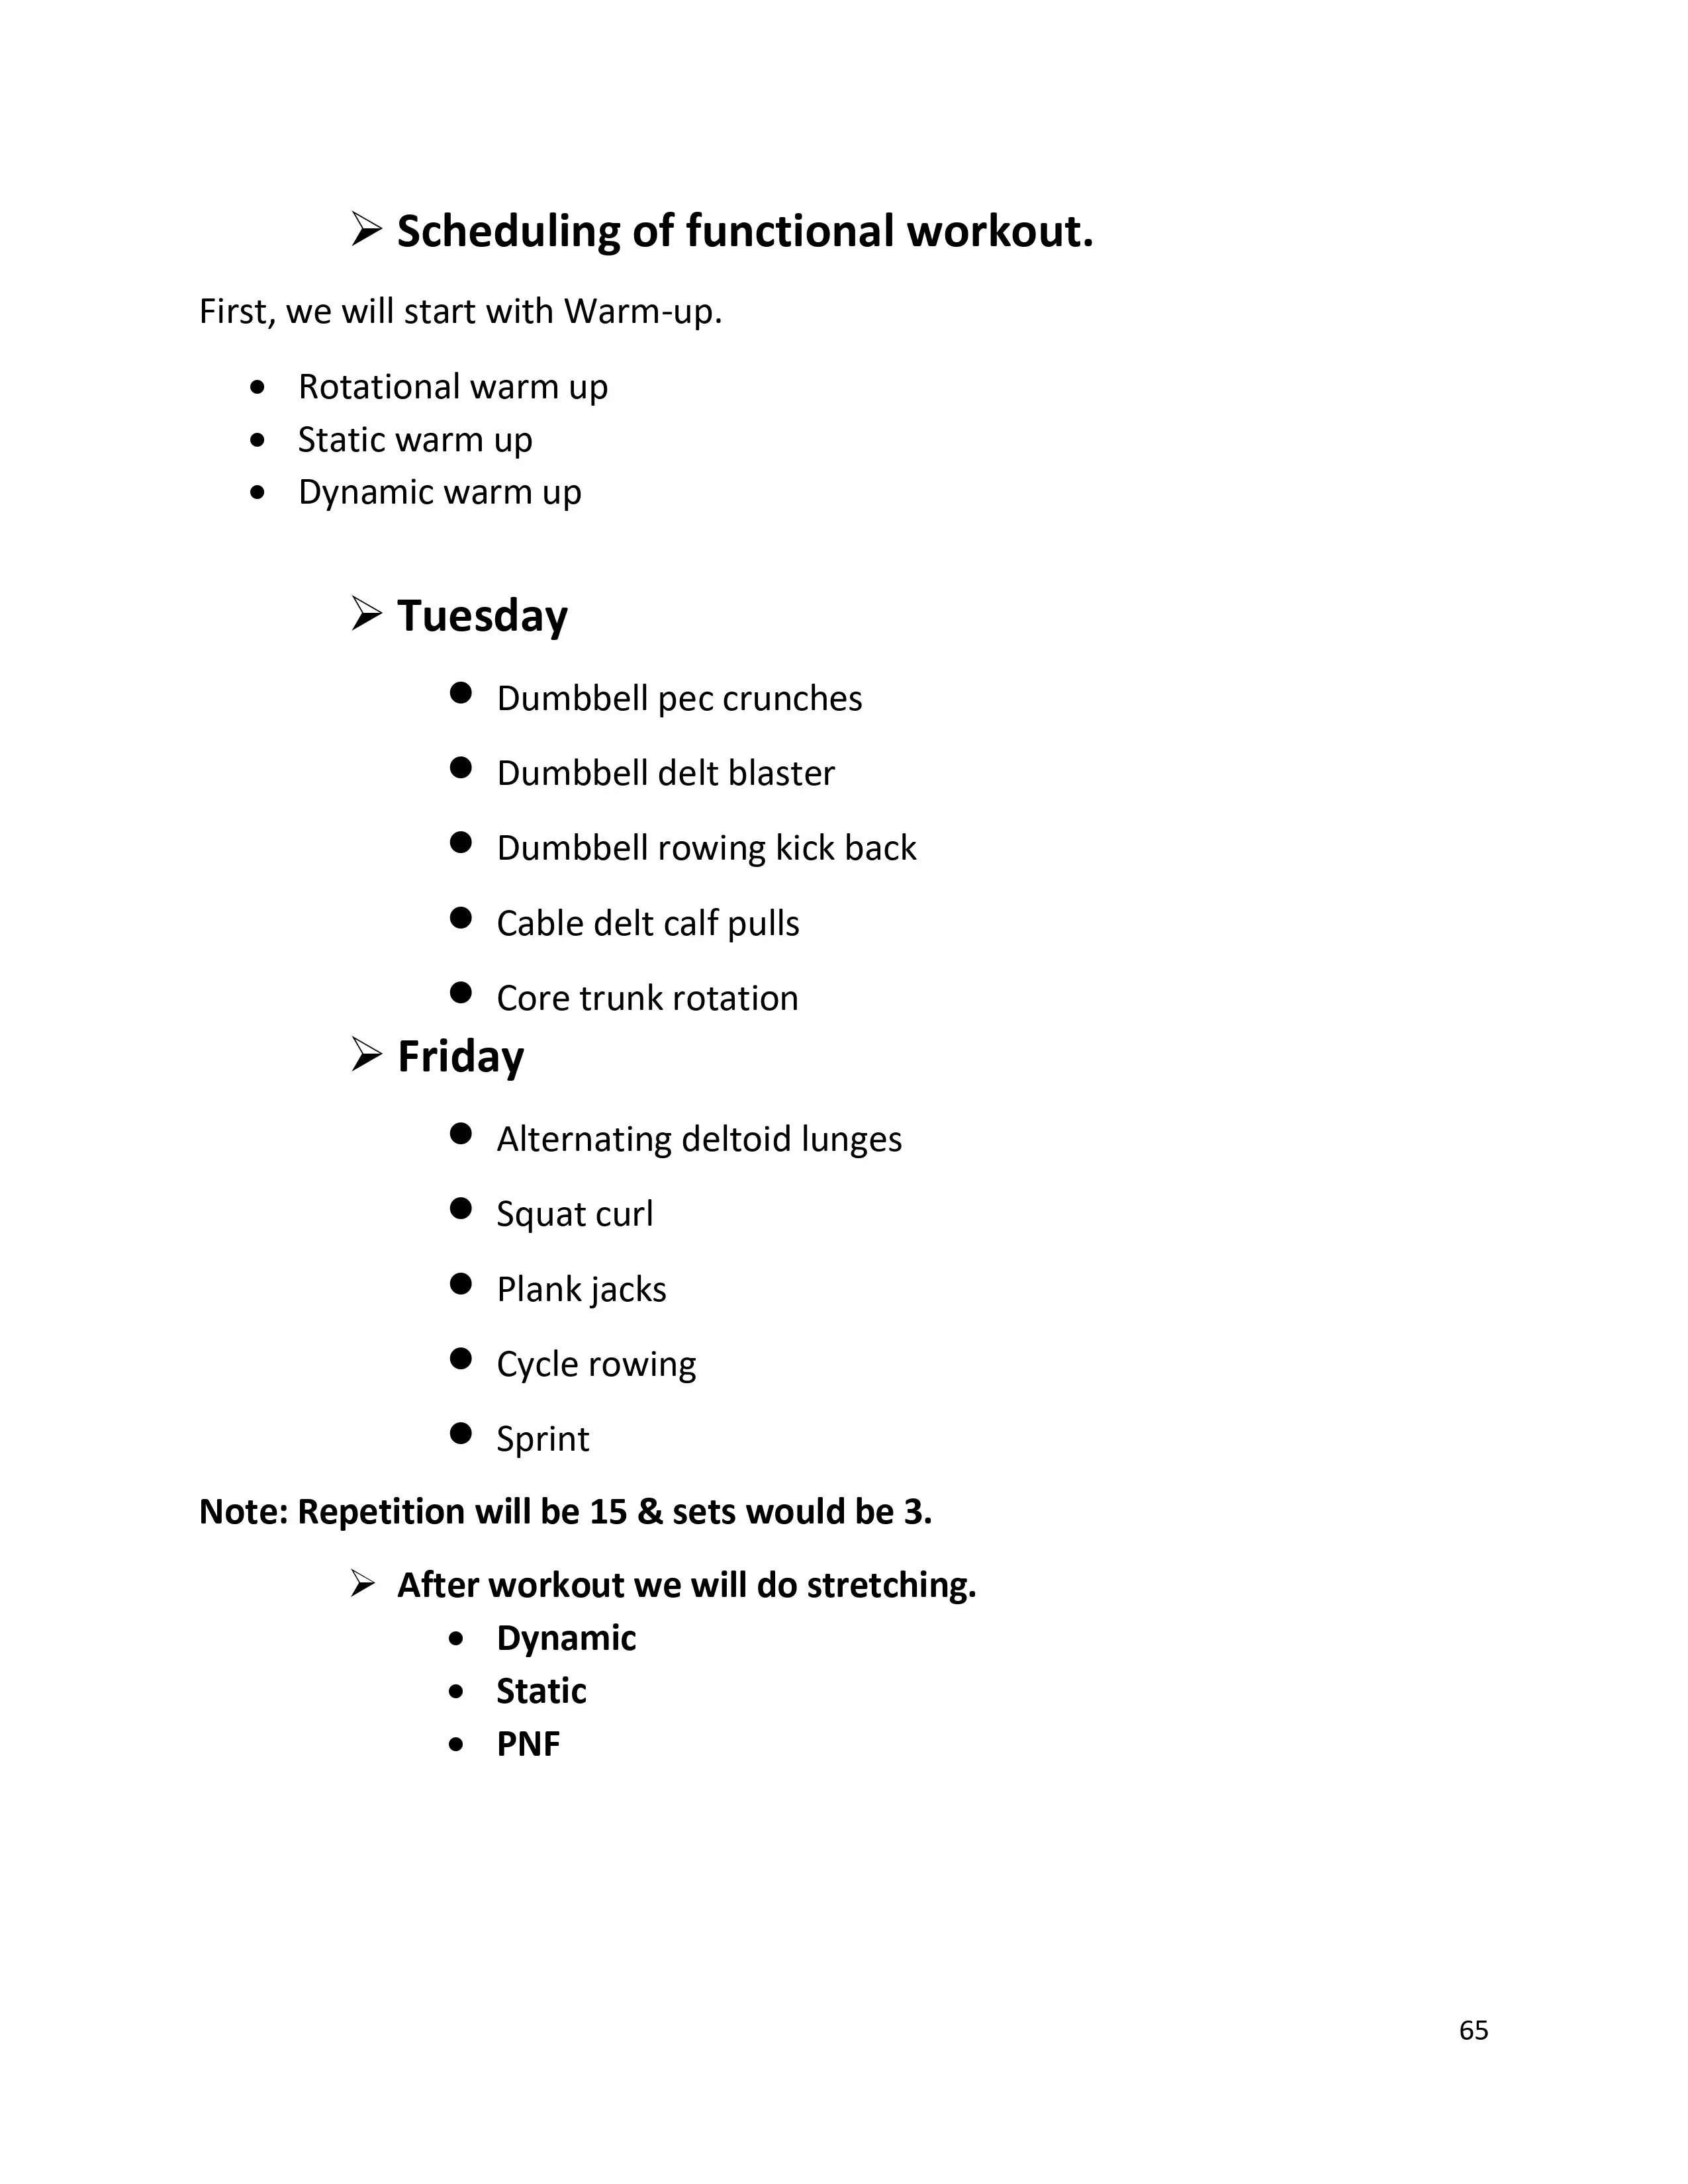 Scheduling of functional workout.
First, we will start with Warm-up.
• Rotational warm up
• Static warm up
• Dynamic warm up
Tuesday
• Dumbbell pec crunches
• Dumbbell delt blaster
• Dumbbell rowing kick back
• Cable delt calf pulls
• Core trunk rotation
Friday
• Alternating deltoid lunges
• Squat curl
• Plank jacks
• Cycle rowing
• Sprint
Note: Repetition will be 15 & sets would be 3.
After workout we will do stretching.
• Dynamic
• Static
• PNF
65